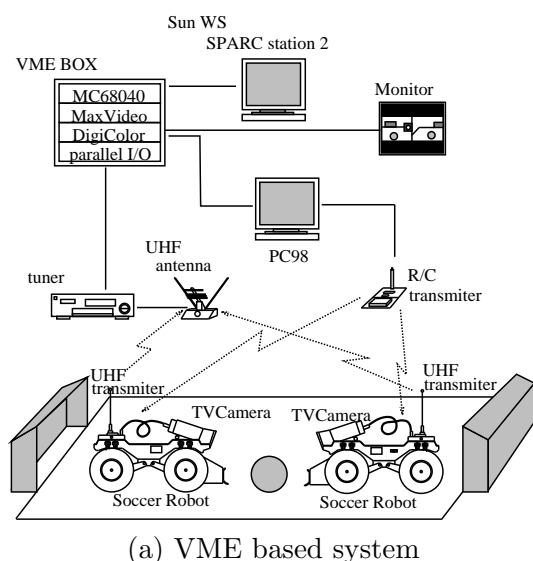 Sun WS
SPARC station 2
VME BOX
Monitor
MC68040
MaxVideo
DigiColor
parallel I/O
PC98
UHF
antenna
tuner
R/C
transmiter
UHF
transmiter
UHF
transmiter
TVCamera
TVCamera
Soccer Robot
Soccer Robot
(a) VME based system